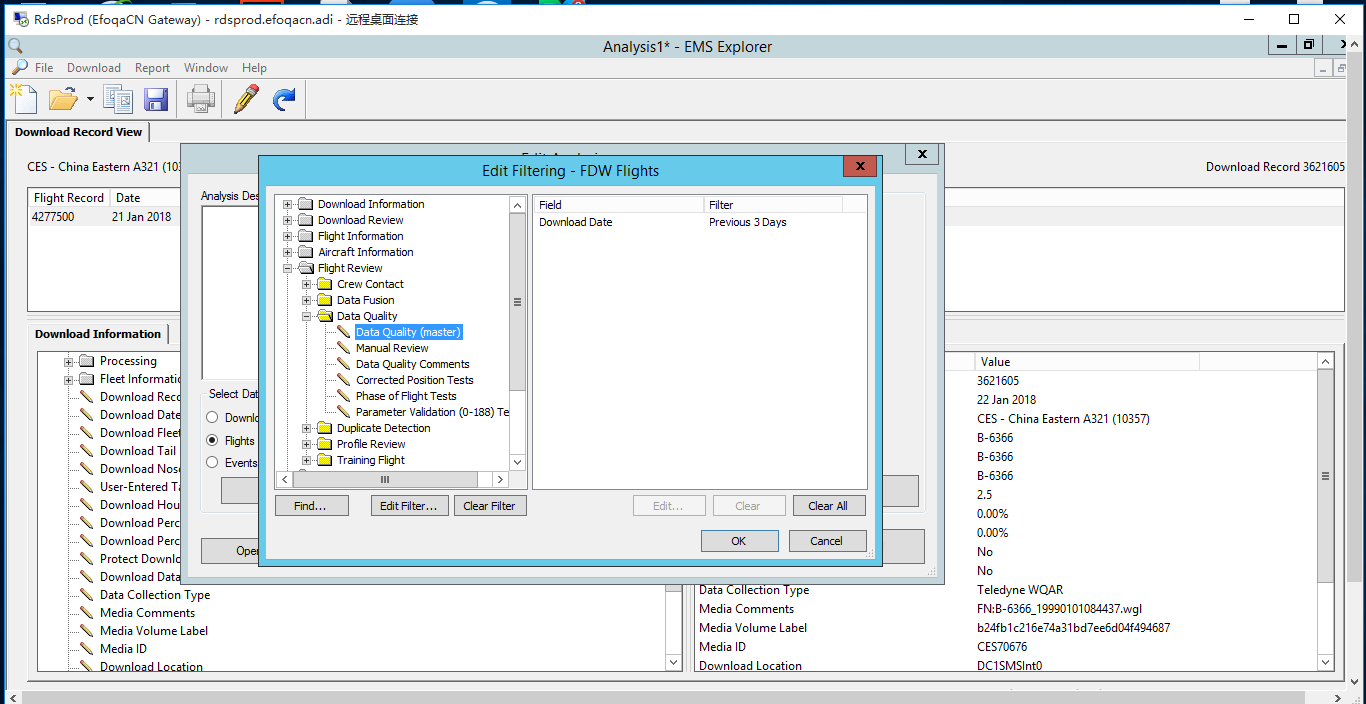 RdsProd (EfoqaCN Gateway) - rdsprod.efoqacn.adi - 远程桌面连接
Analysis1* - EMS Explorer
File Download Report Window Help
Download Record View
CES - China Eastern A321 (103
Download Record 3621605
Flight Record Date
4277500 21 Jan 2018
Edit Filtering - FDW Flights
Analysis Des
Select Dat
Downlo
Flights
Events
Oper
Download Information
Download Review
Flight Information
Aircraft Information
Flight Review
Crew Contact
Data Fusion
Data Quality
Data Quality (master)
Manual Review
Data Quality Comments
Corrected Position Tests
Phase of Flight Tests
Parameter Validation (0-188) Te
Duplicate Detection
Profile Review
Training Flight
Field Filter
Download Date Previous 3 Days
Find... Edit Filter... Clear Filter Edit... Clear Clear All
OK Cancel
Download Information
Processing
Fleet Informatio
Download Reco
Download Date
Download Fleet
Download Tail
Download Nose
User-Entered Ta
Download Hou
Download Perc
Download Perc
Protect Downlo
Download Data
Data Collection Type
Media Comments
Media Volume Label
Media ID
Download Location
Value
3621605
22 Jan 2018
CES - China Eastern A321 (10357)
B-6366
B-6366
B-6366
2.5
0.00%
0.00%
No
No
Data Collection Type Teledyne WQAR
Media Comments FN:B-6366_19990101084437.wgl
Media Volume Label b24fb1c216e74a31bd7ee6d04f494687
Media ID CES70676
Download Location DC1SMSInt0